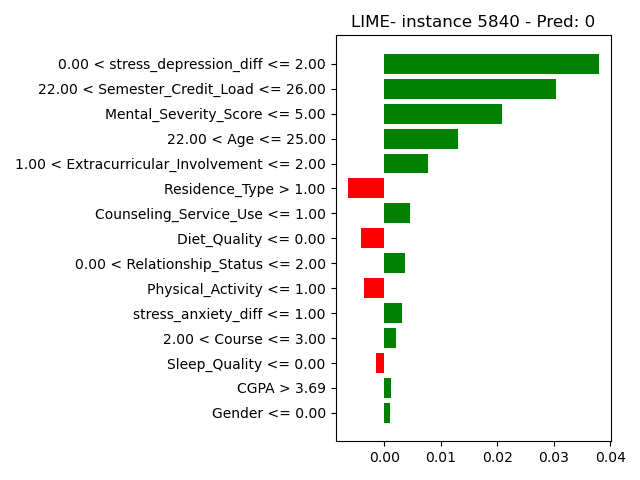 LIME- instance 5840 - Pred: 0
0.00 < stress_depression_diff <= 2.00
22.00 < Semester_Credit_Load <= 26.00
Mental_Severity_Score <= 5.00
22.00 < Age <= 25.00
1.00 < Extracurricular_Involvement <= 2.00
Residence_Type > 1.00
Counseling_Service_Use <= 1.00
Diet_Quality <= 0.00
0.00 < Relationship_Status <= 2.00
Physical_Activity <= 1.00
stress_anxiety_diff <= 1.00
2.00 < Course <= 3.00
Sleep_Quality <= 0.00
CGPA > 3.69
Gender <= 0.00
0.00 0.01 0.02 0.03 0.04